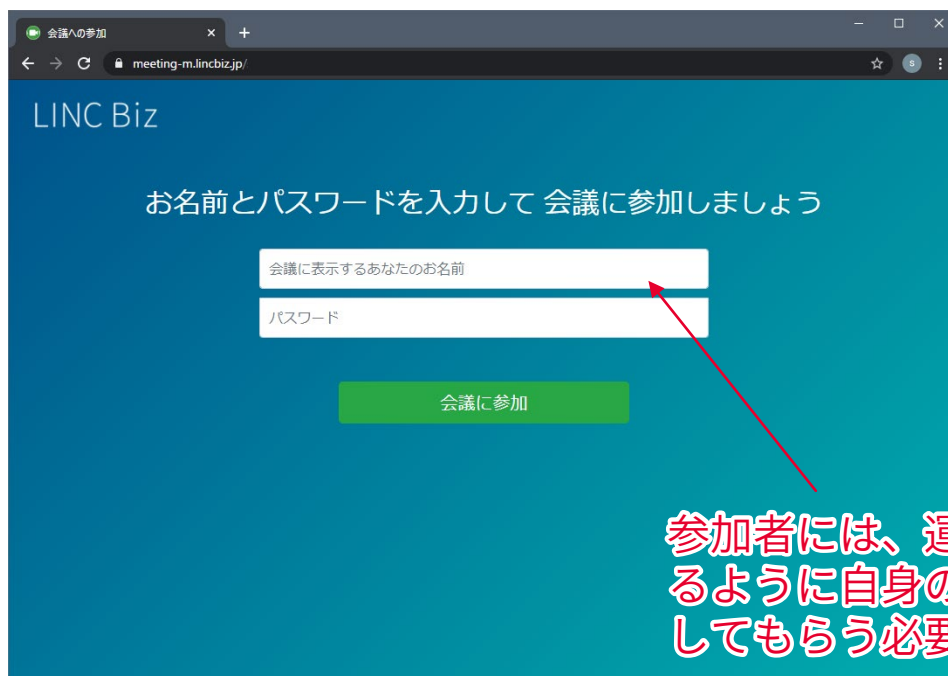 会議への参加
meeting-m.lincbiz.jp/
S
LINC Biz
お名前とパスワードを入力して 会議に参加しましょう
会議に表示するあなたのお名前
パスワード
会議に参加
参加者には、運
るように自身の
してもらう必要